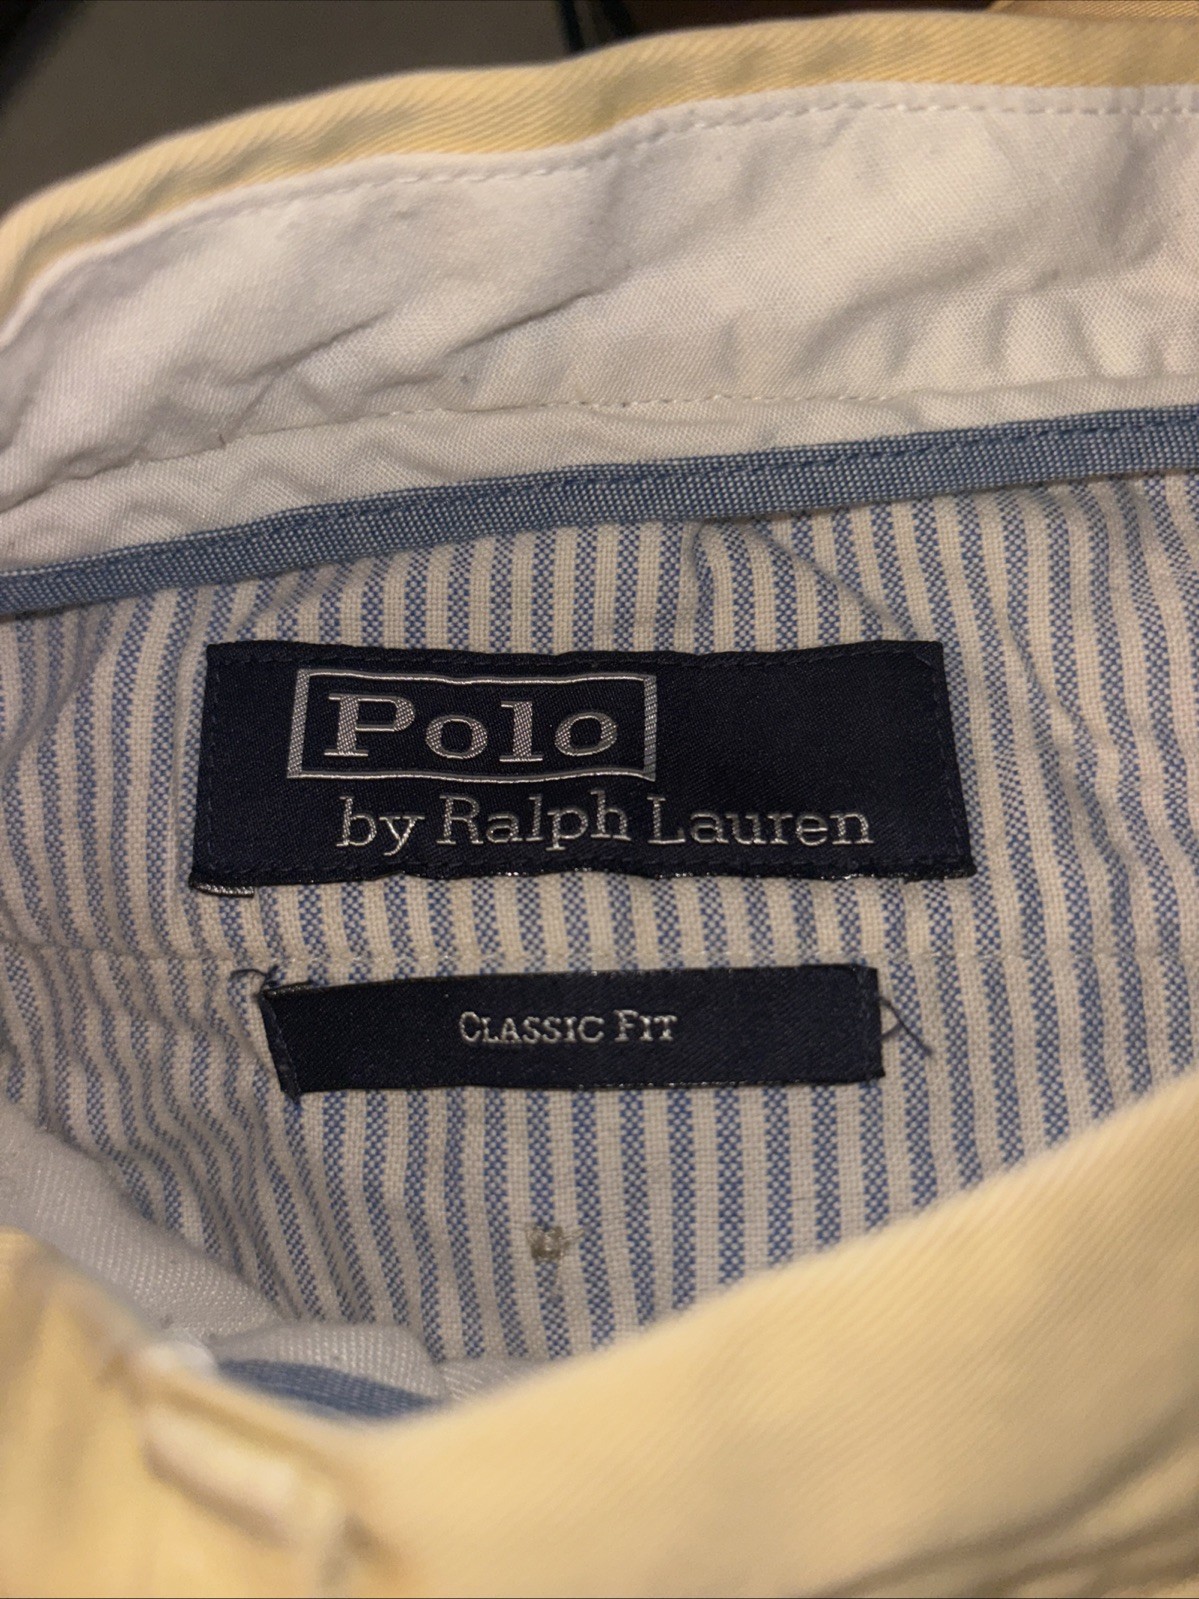 Polo
by Ralph Lauren
Classic Fit